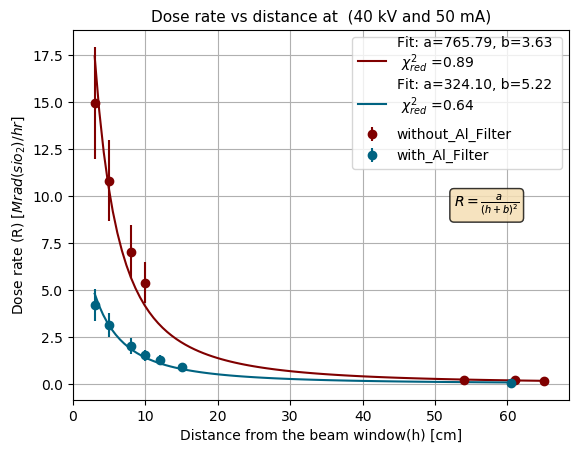 Dose rate vs distance at  (40 kV and 50 mA)
Fit: a=765.79, b=3.63
χ²_red =0.89
Fit: a=324.10, b=5.22
χ²_red =0.64
without_Al_Filter
with_Al_Filter
R = a/(h+b)²
Dose rate (R) [Mrad(sio₂)/hr]
17.5
15.0
12.5
10.0
7.5
5.0
2.5
0.0
0 10 20 30 40 50 60
Distance from the beam window(h) [cm]